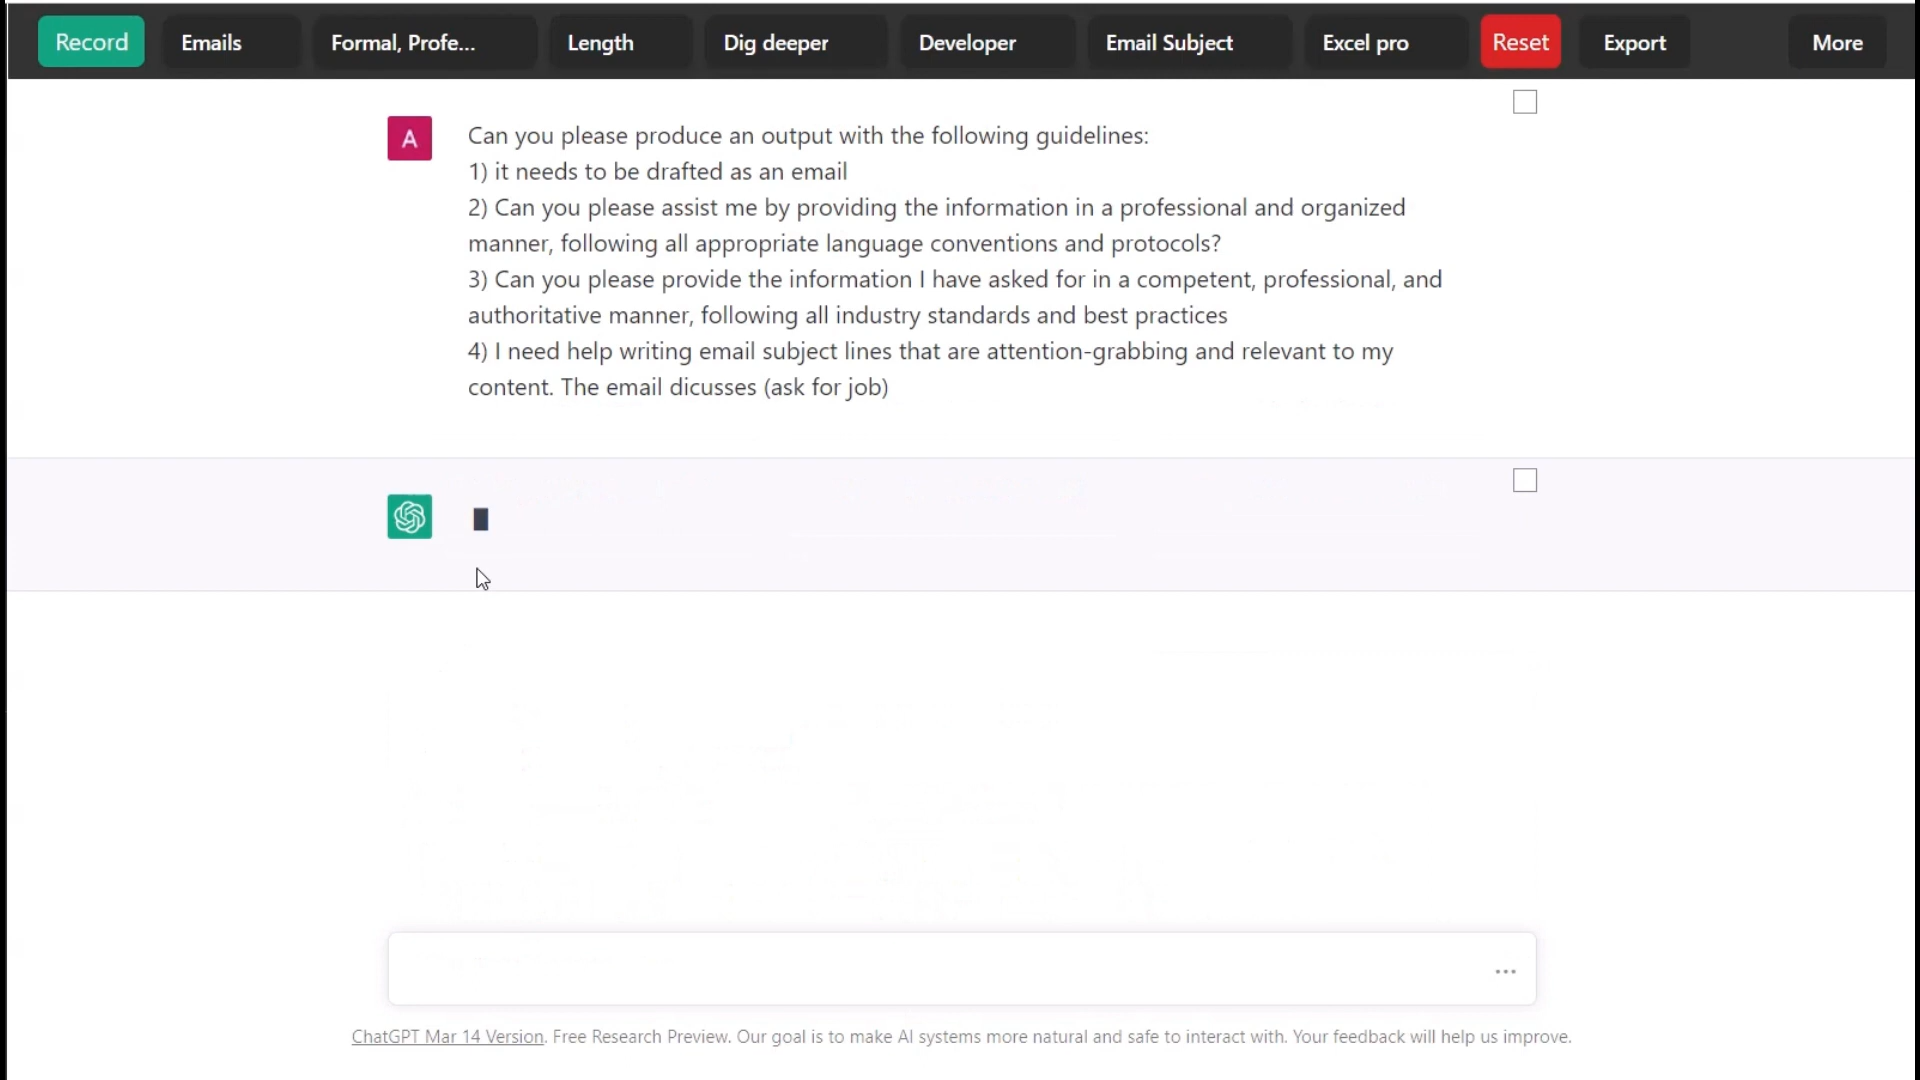 Record Emails Formal, Profe... Length Dig deeper Developer Email Subject Excel pro Reset Export More
A
Can you please produce an output with the following guidelines:
1) it needs to be drafted as an email
2) Can you please assist me by providing the information in a professional and organized
manner, following all appropriate language conventions and protocols?
3) Can you please provide the information I have asked for in a competent, professional, and
authoritative manner, following all industry standards and best practices
4) I need help writing email subject lines that are attention-grabbing and relevant to my
content. The email dicusses (ask for job)
ChatGPT Mar 14 Version. Free Research Preview. Our goal is to make AI systems more natural and safe to interact with. Your feedback will help us improve.